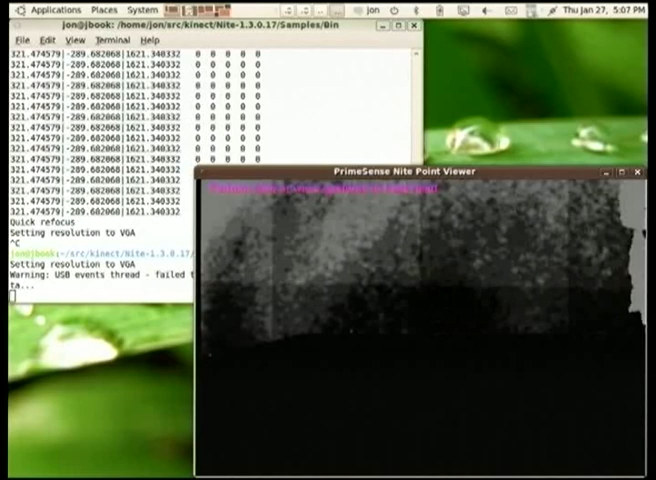 Applications Places System jon Thu Jan 27, 5:07 PM
jon@jbook: /home/jon/src/kinect/Nite-1.3.0.17/Samples/Bin
File Edit View Terminal Help
321.474579|-289.682068|1621.340332 0 0 0 0 0
321.474579|-289.682068|1621.340332 0 0 0 0 0
321.474579|-289.682068|1621.340332 0 0 0 0 0
321.474579|-289.682068|1621.340332 0 0 0 0 0
321.474579|-289.682068|1621.340332 0 0 0 0 0
321.474579|-289.682068|1621.340332 0 0 0 0 0
321.474579|-289.682068|1621.340332 0 0 0 0 0
321.474579|-289.682068|1621.340332 0 0 0 0 0
321.474579|-289.682068|1621.340332 0 0 0 0 0
321.474579|-289.682068|1621.340332 0 0 0 0 0
321.474579|-289.682068|1621.340332 0 0 0 0 0
321.474579|-289.682068|1621.340332
321.474579|-289.682068|1621.340332
321.474579|-289.682068|1621.340332
321.474579|-289.682068|1621.340332
321.474579|-289.682068|1621.340332
Quick refocus
Setting resolution to VGA
^C
jon@jbook:~/src/kinect/Nite-1.3.0.17/
Setting resolution to VGA
Warning: USB events thread - failed t
ta...
PrimeSense Nite Point Viewer